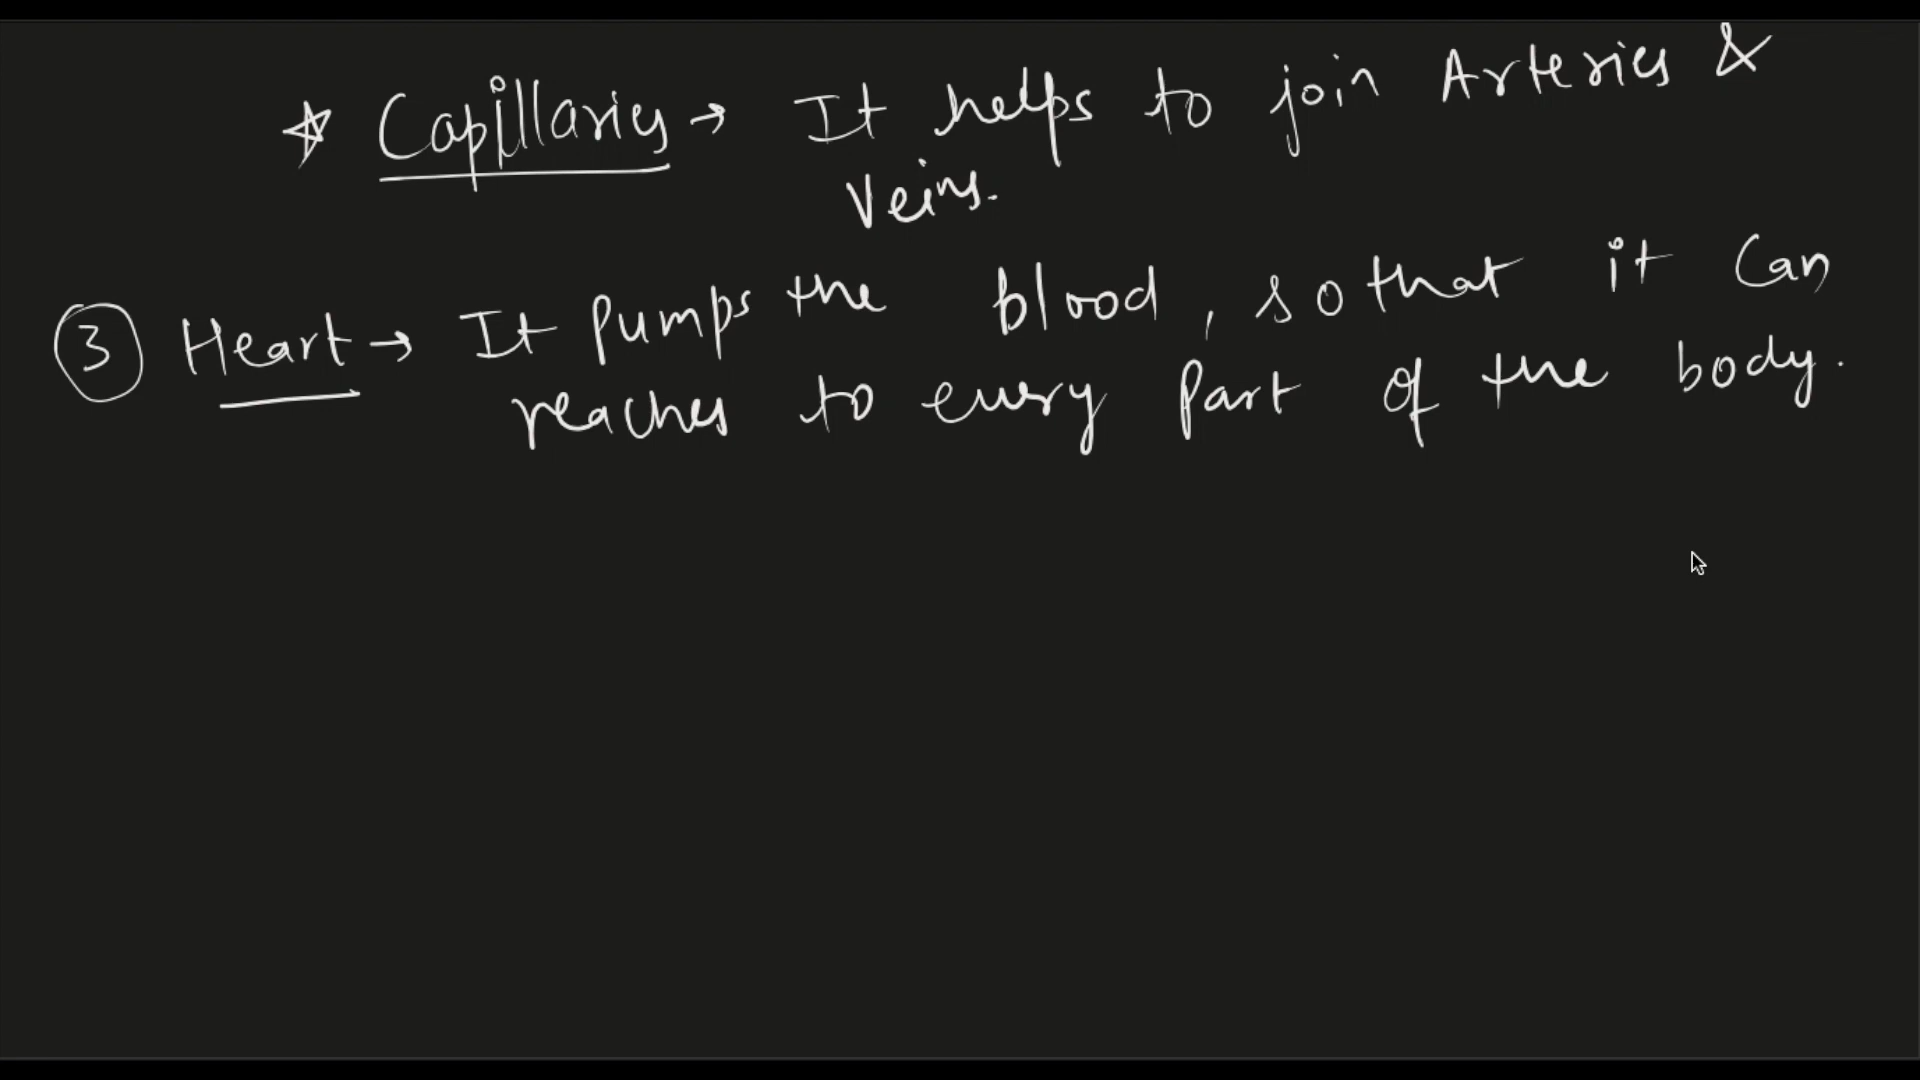 ☆ Capillaries → It helps to join Arteries &
Veins.
③ Heart → It pumps the blood, so that it can
reaches to every part of the body.